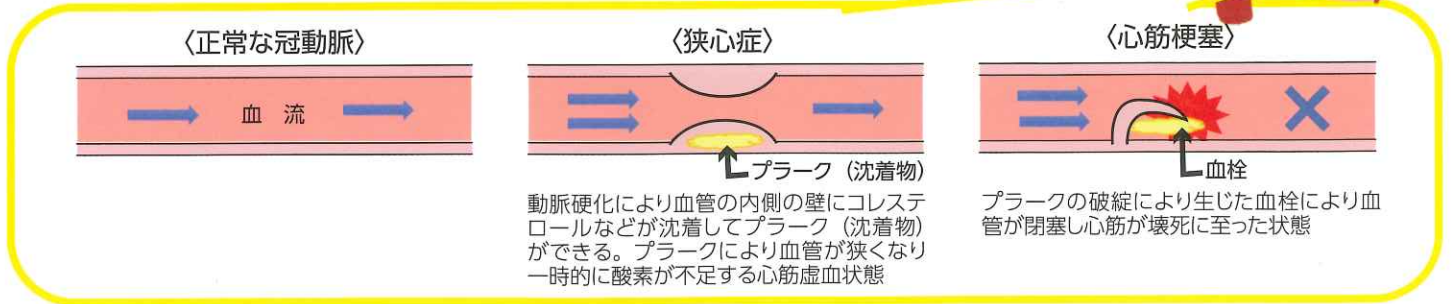 〈正常な冠動脈〉
血 流
〈狭心症〉
プラーク（沈着物）
動脈硬化により血管の内側の壁にコレステ
ロールなどが沈着してプラーク（沈着物）
ができる。プラークにより血管が狭くなり
一時的に酸素が不足する心筋虚血状態
〈心筋梗塞〉
血栓
プラークの破綻により生じた血栓により血
管が閉塞し心筋が壊死に至った状態